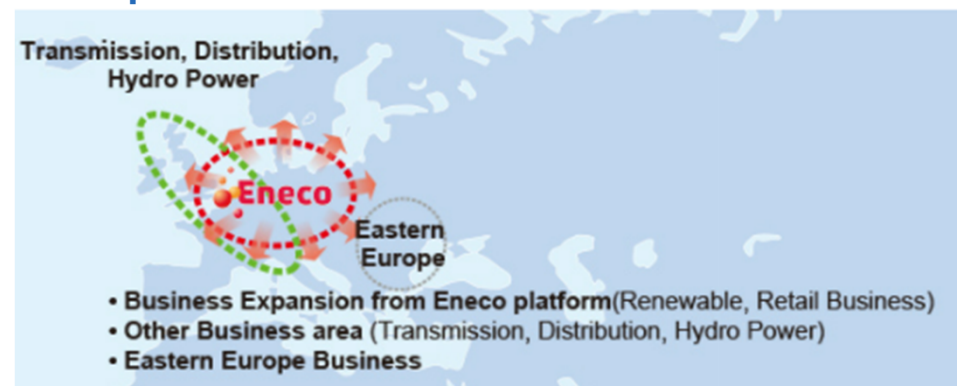 Transmission, Distribution,
Hydro Power
Eneco
Eastern
Europe
• Business Expansion from Eneco platform(Renewable, Retail Business)
• Other Business area (Transmission, Distribution, Hydro Power)
• Eastern Europe Business